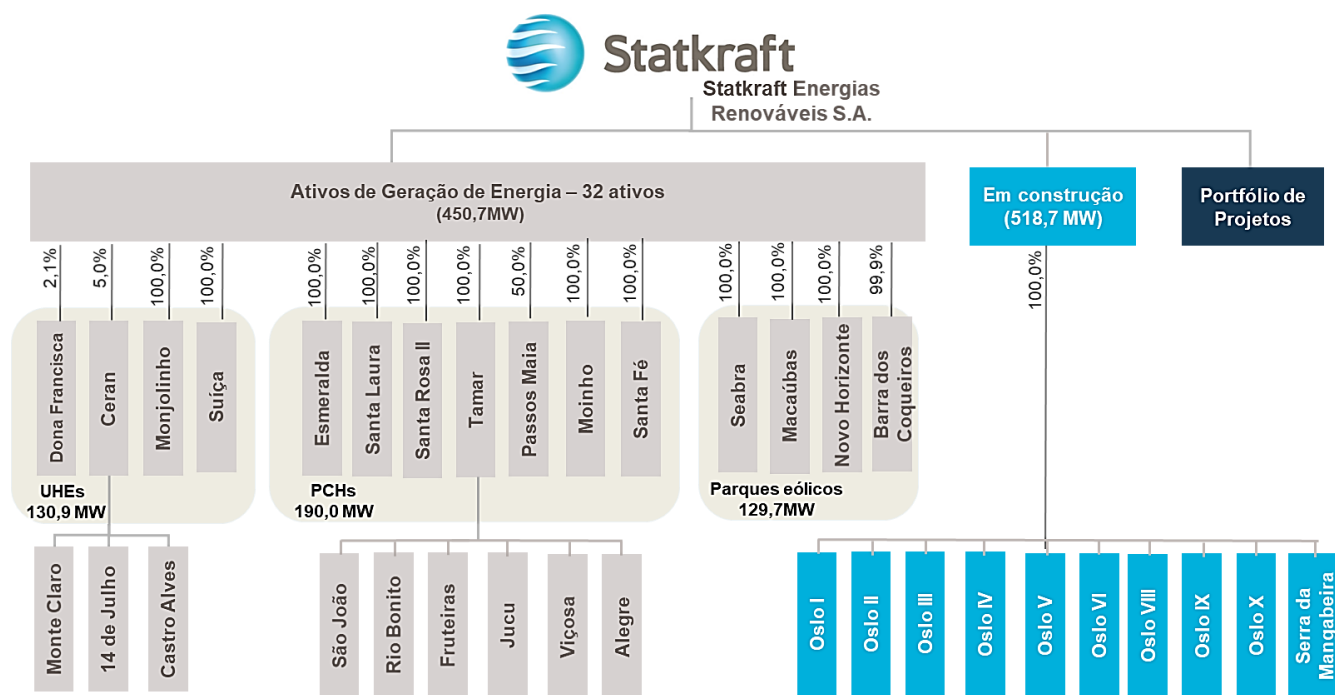 Statkraft
Statkraft Energias
Renováveis S.A.
Ativos de Geração de Energia – 32 ativos
(450,7MW)
Em construção
(518,7 MW)
Portfólio de
Projetos
2,1%
5,0%
100,0%
100,0%
100,0%
100,0%
100,0%
100,0%
50,0%
100,0%
100,0%
100,0%
100,0%
100,0%
99,9%
100,0%
Dona Francisca
Ceran
Monjolinho
Suíça
Esmeralda
Santa Laura
Santa Rosa II
Tamar
Passos Maia
Moinho
Santa Fé
Seabra
Macaúbas
Novo Horizonte
Barra dos
Coqueiros
UHEs
130,9 MW
PCHs
190,0 MW
Parques eólicos
129,7MW
Monte Claro
14 de Julho
Castro Alves
São João
Rio Bonito
Fruteiras
Jucu
Viçosa
Alegre
Oslo I
Oslo II
Oslo III
Oslo IV
Oslo V
Oslo VI
Oslo VIII
Oslo IX
Oslo X
Serra da
Mangabeira